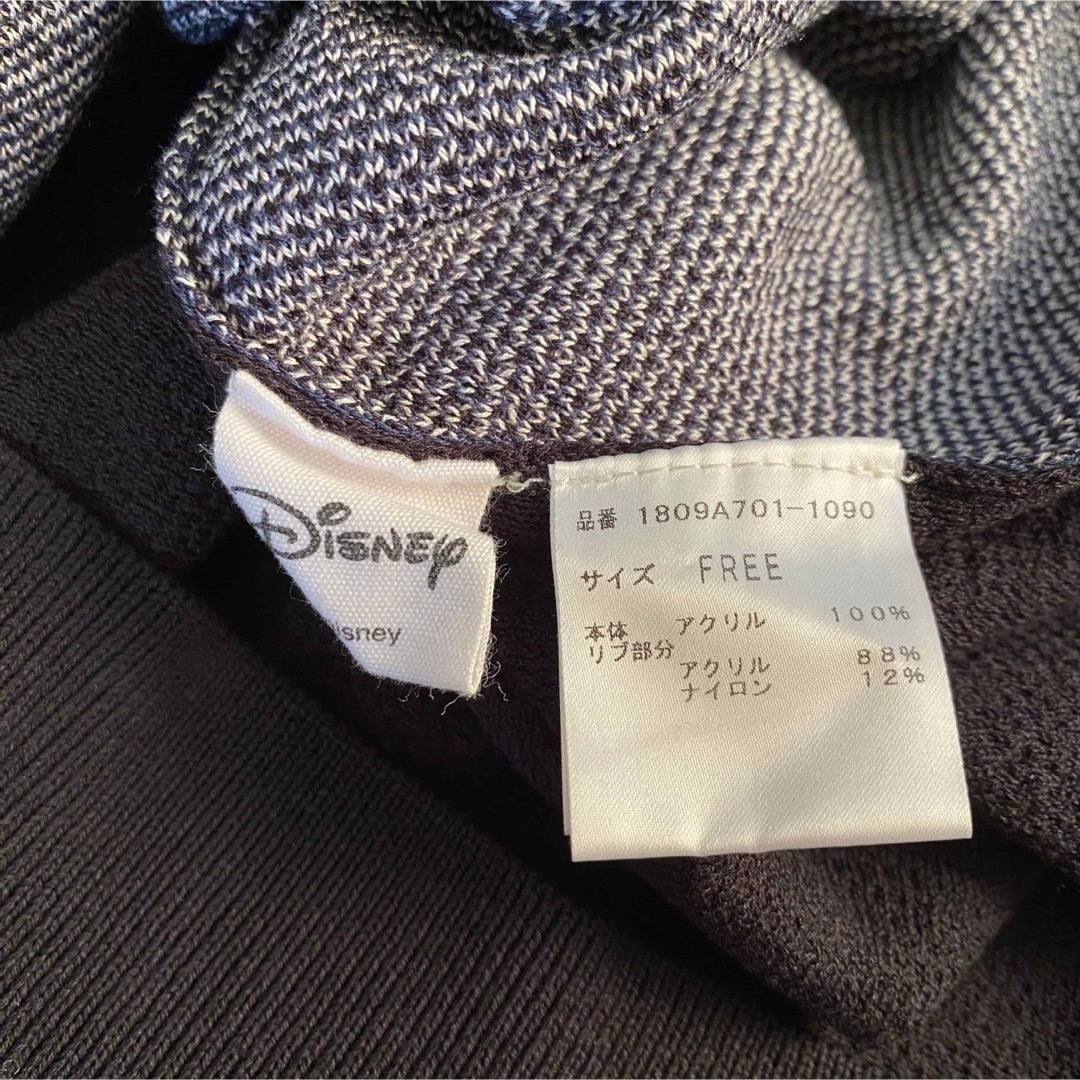 Disney
isney
品番 1809A701-1090
サイズ FREE
本体 アクリル 100%
リブ部分
アクリル 88%
ナイロン 12%